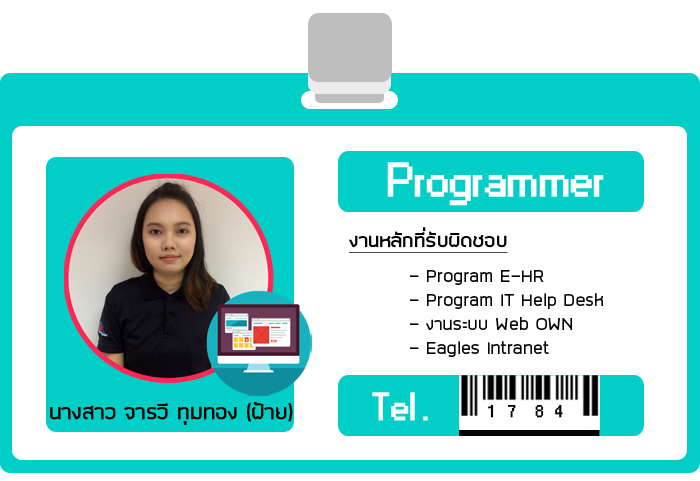 Programmer
งานหลักที่รับผิดชอบ
- Program E-HR
- Program IT Help Desk
- งานระบบ Web OWN
- Eagles Intranet
นางสาว จารวี ทุมทอง (ฝ้าย)
Tel. 1784